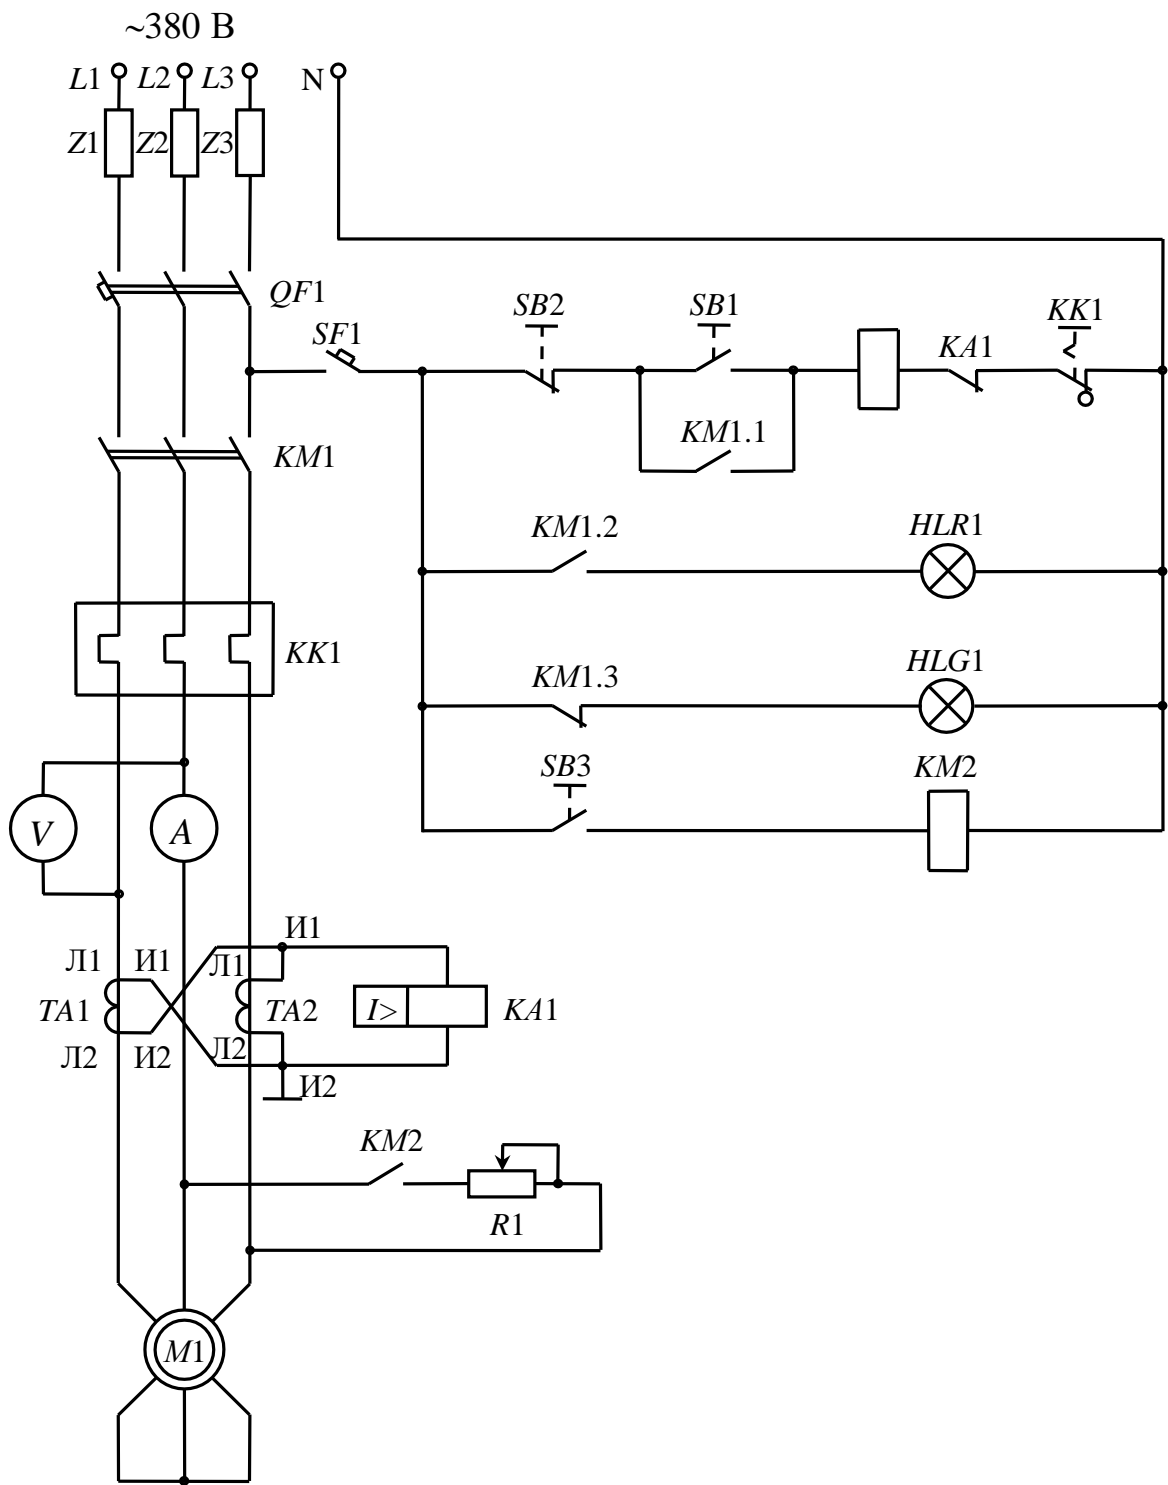 ~380 В
L1 L2 L3 N
Z1 Z2 Z3
QF1
SF1
SB2 SB1 KK1
KA1
KM1.1
KM1
KM1.2 HLR1
KK1
KM1.3 HLG1
SB3 KM2
V A
И1
Л1 И1 Л1
TA1 TA2 I> KA1
Л2 И2 Л2
И2
KM2
R1
M1